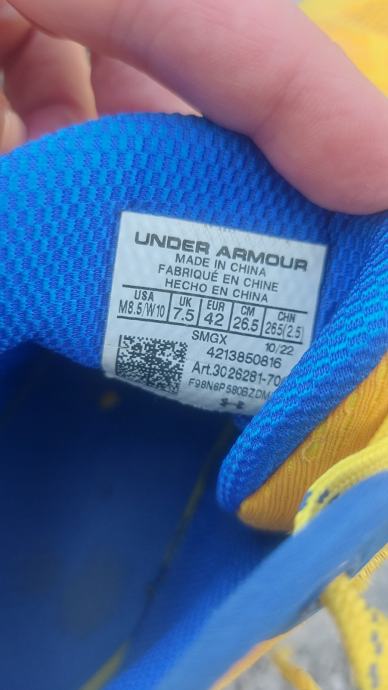 UNDER ARMOUR
MADE IN CHINA
FABRIQUÉ EN CHINE
HECHO EN CHINA
USA UK EUR CM CHN
M8.5/W10 7.5 42 26.5 265(2.5)
SMGX 10/22
4213850816
Art.3026281-70